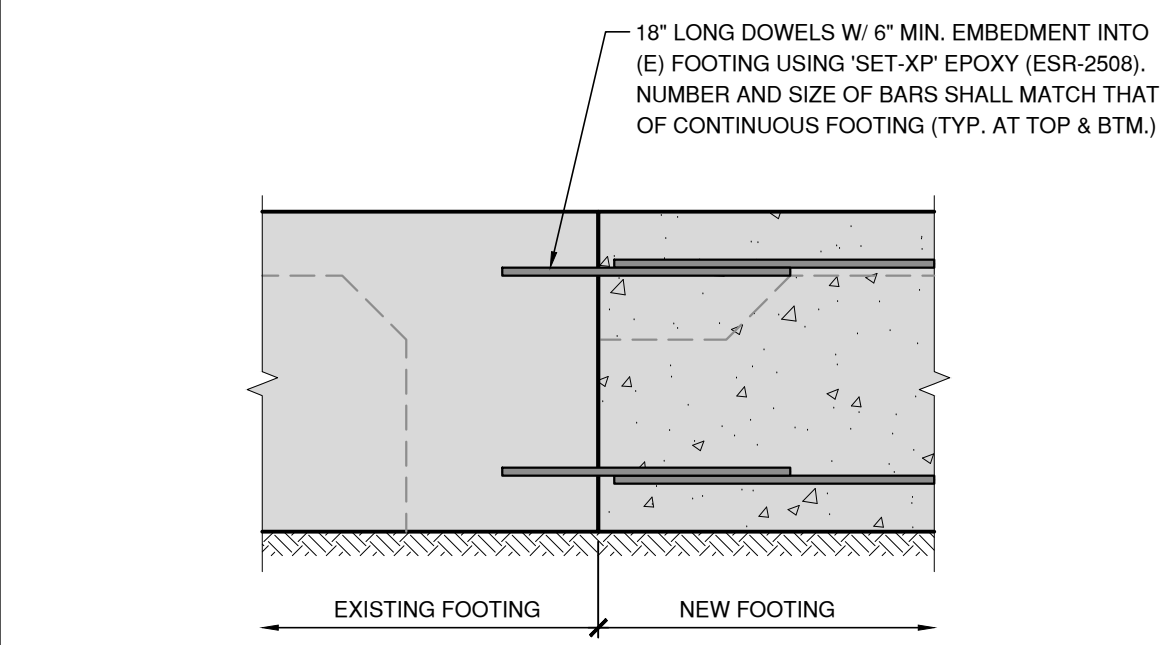 18" LONG DOWELS W/ 6" MIN. EMBEDMENT INTO
(E) FOOTING USING 'SET-XP' EPOXY (ESR-2508).
NUMBER AND SIZE OF BARS SHALL MATCH THAT
OF CONTINUOUS FOOTING (TYP. AT TOP & BTM.)
EXISTING FOOTING
NEW FOOTING